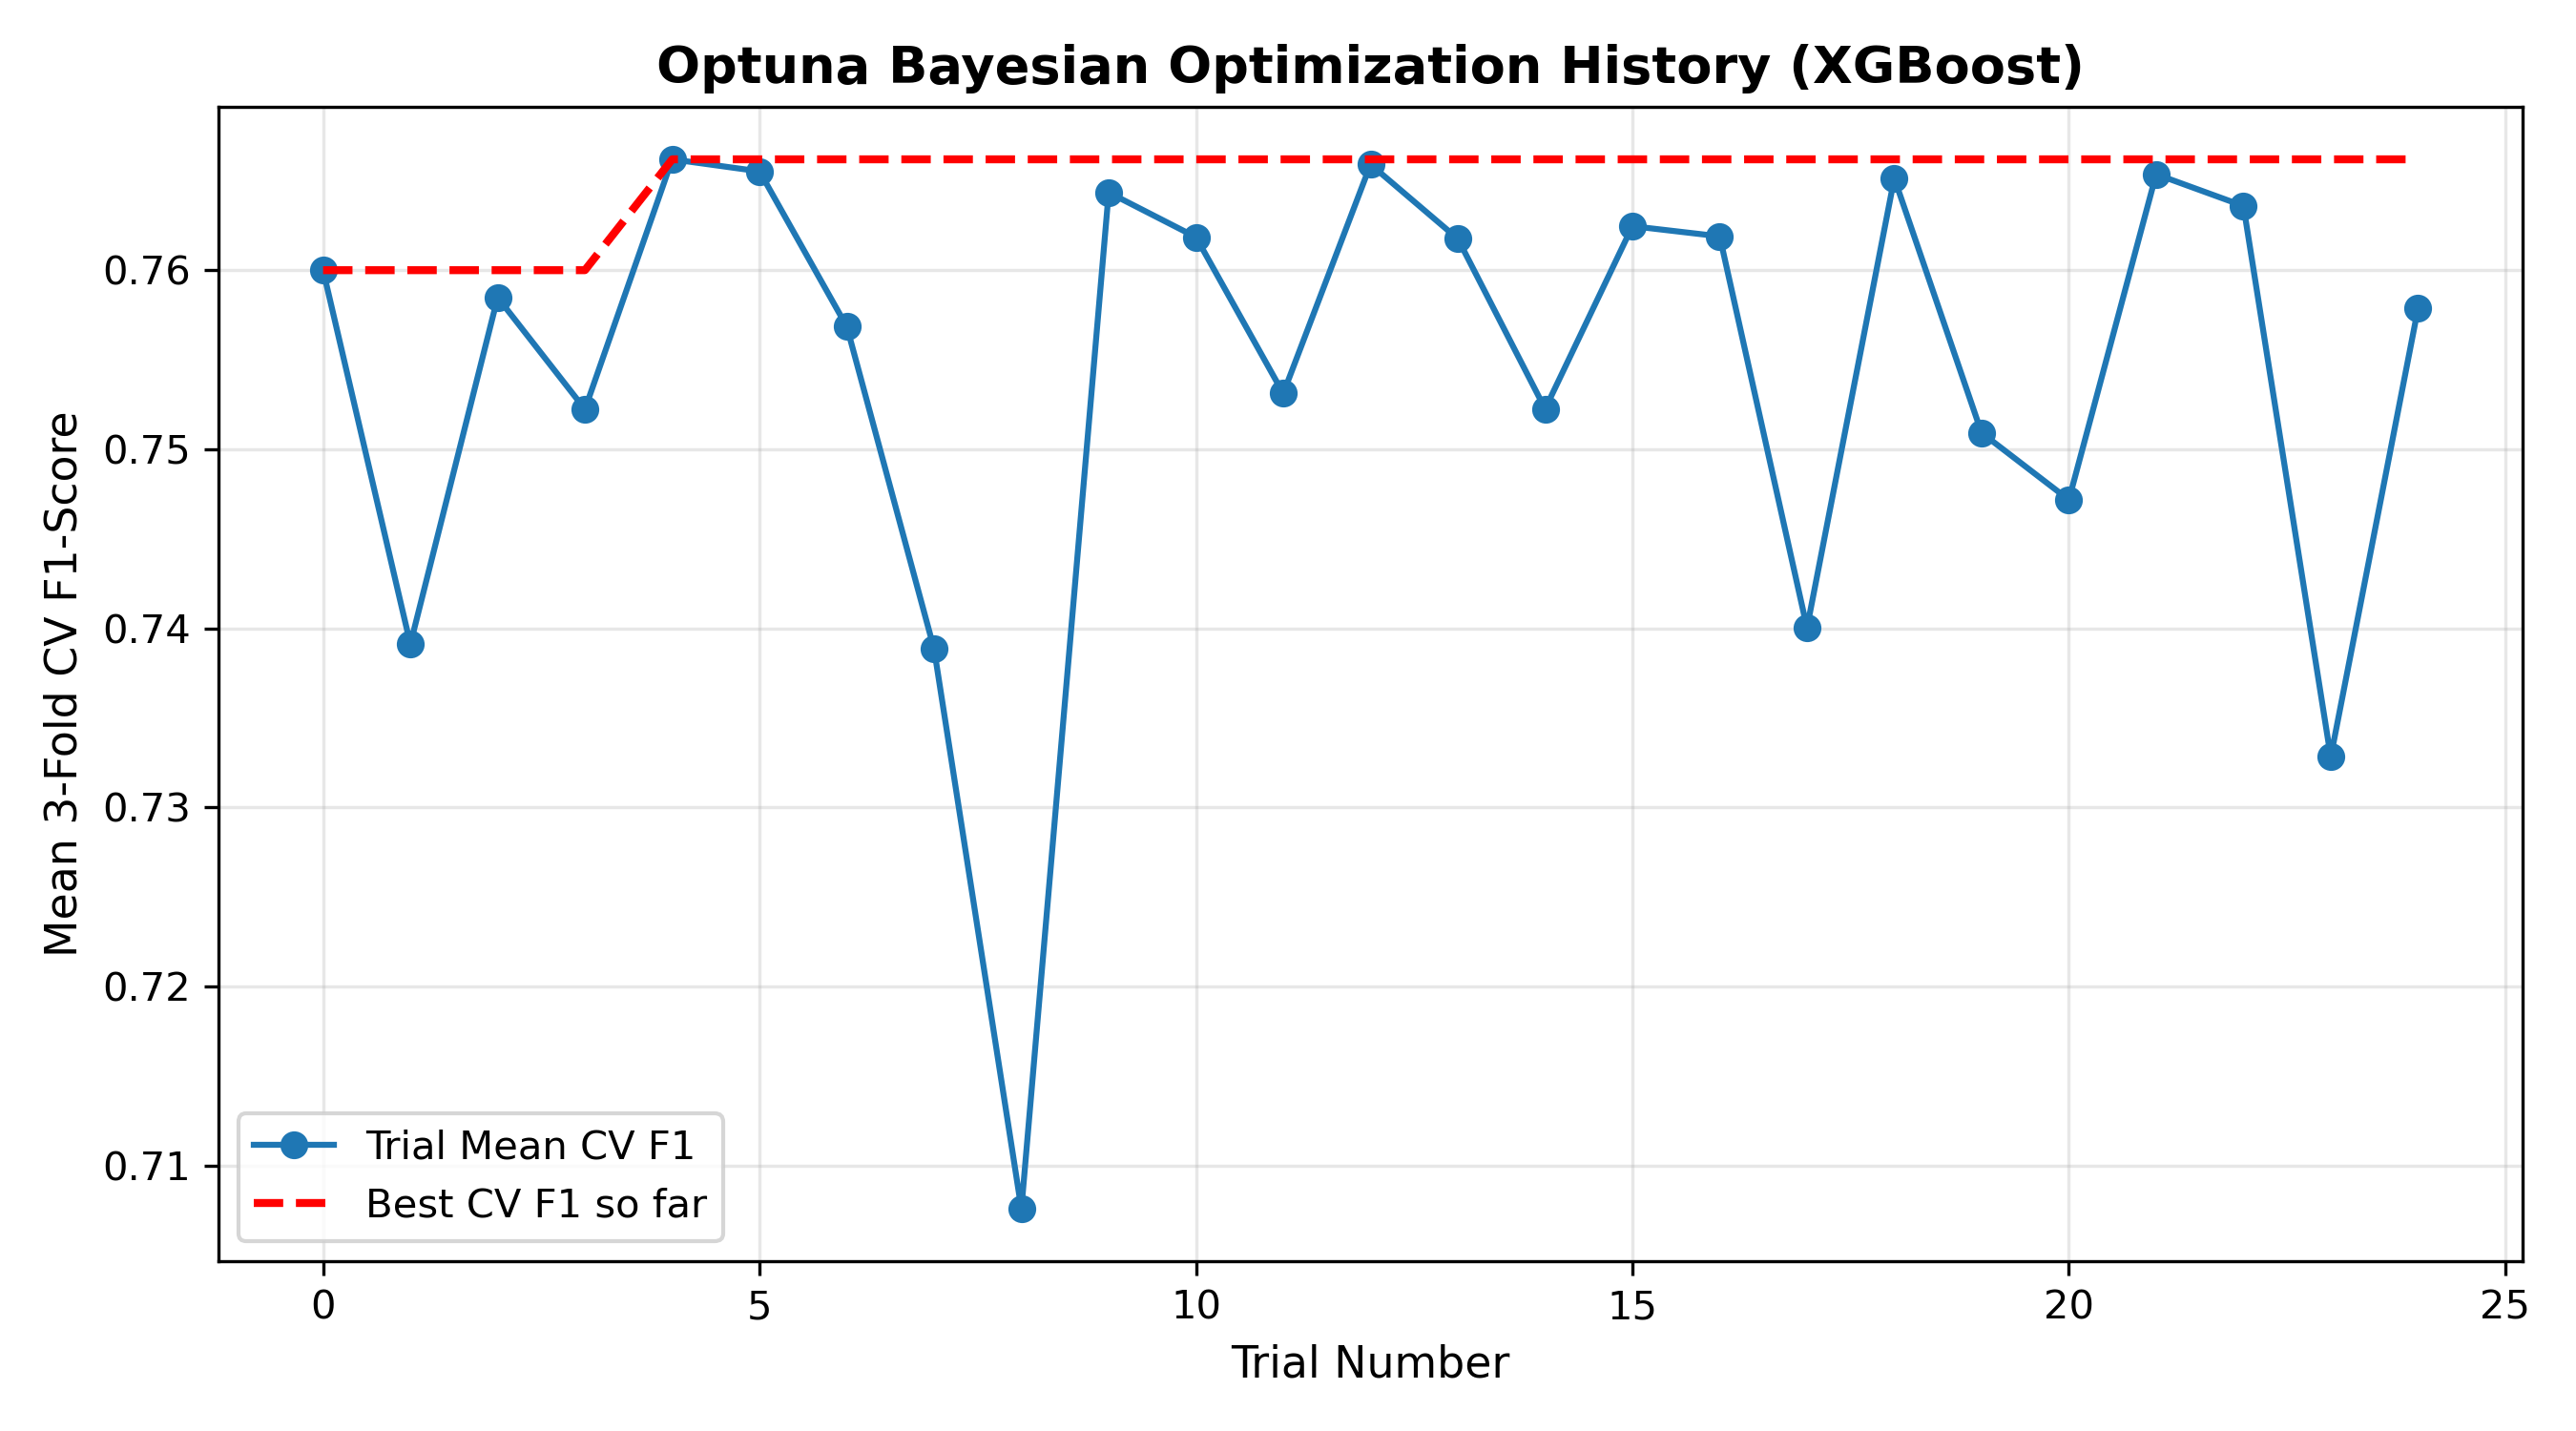 Optuna Bayesian Optimization History (XGBoost)
Mean 3-Fold CV F1-Score
0.76
0.75
0.74
0.73
0.72
0.71
Trial Mean CV F1
Best CV F1 so far
0 5 10 15 20 25
Trial Number